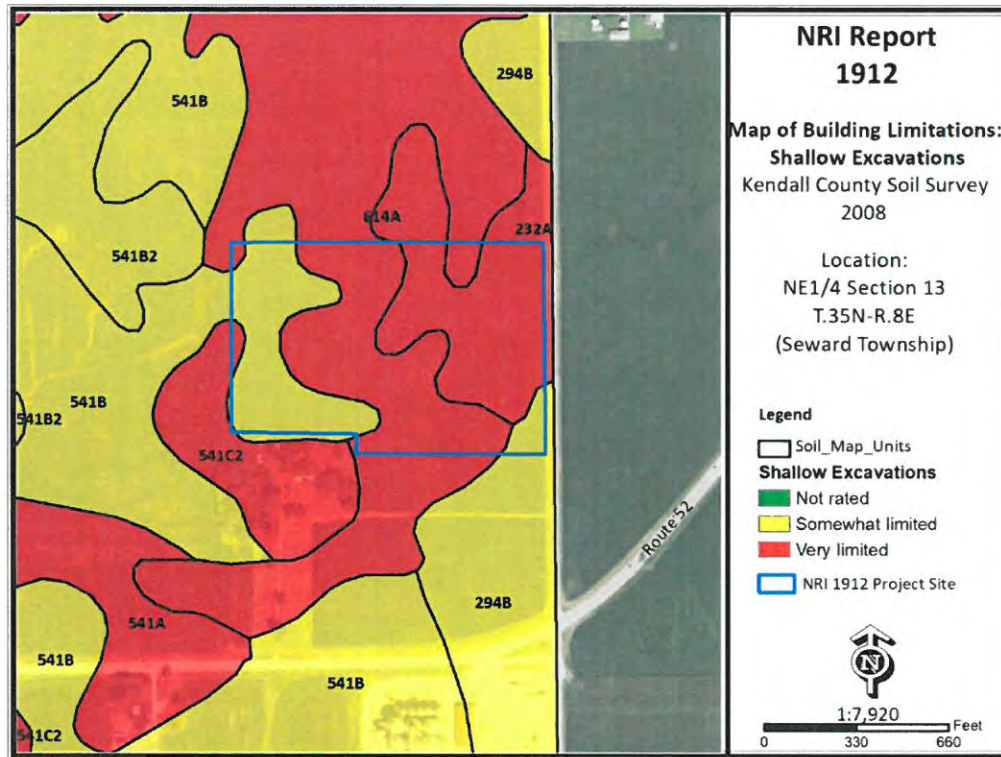 NRI Report
1912
Map of Building Limitations:
Shallow Excavations
Kendall County Soil Survey
2008
Location:
NE1/4 Section 13
T.35N-R.8E
(Seward Township)
Legend
Soil_Map_Units
Shallow Excavations
Not rated
Somewhat limited
Very limited
NRI 1912 Project Site
N
1:7,920
Feet
0 330 660
294B
541B
614A
232A
541B2
541B
541B2
541C2
Route 52
294B
541A
541B
541B
541C2